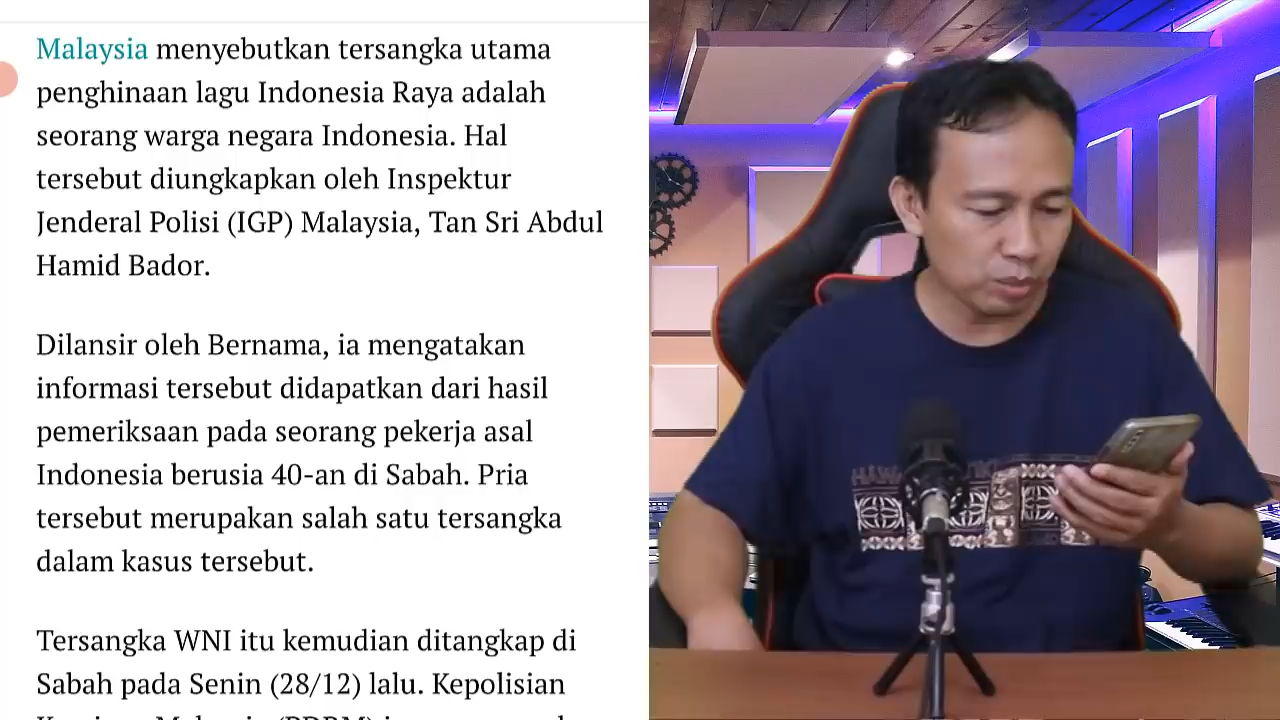 Malaysia menyebutkan tersangka utama
penghinaan lagu Indonesia Raya adalah
seorang warga negara Indonesia. Hal
tersebut diungkapkan oleh Inspektur
Jenderal Polisi (IGP) Malaysia, Tan Sri Abdul
Hamid Bador.
Dilansir oleh Bernama, ia mengatakan
informasi tersebut didapatkan dari hasil
pemeriksaan pada seorang pekerja asal
Indonesia berusia 40-an di Sabah. Pria
tersebut merupakan salah satu tersangka
dalam kasus tersebut.
Tersangka WNI itu kemudian ditangkap di
Sabah pada Senin (28/12) lalu. Kepolisian